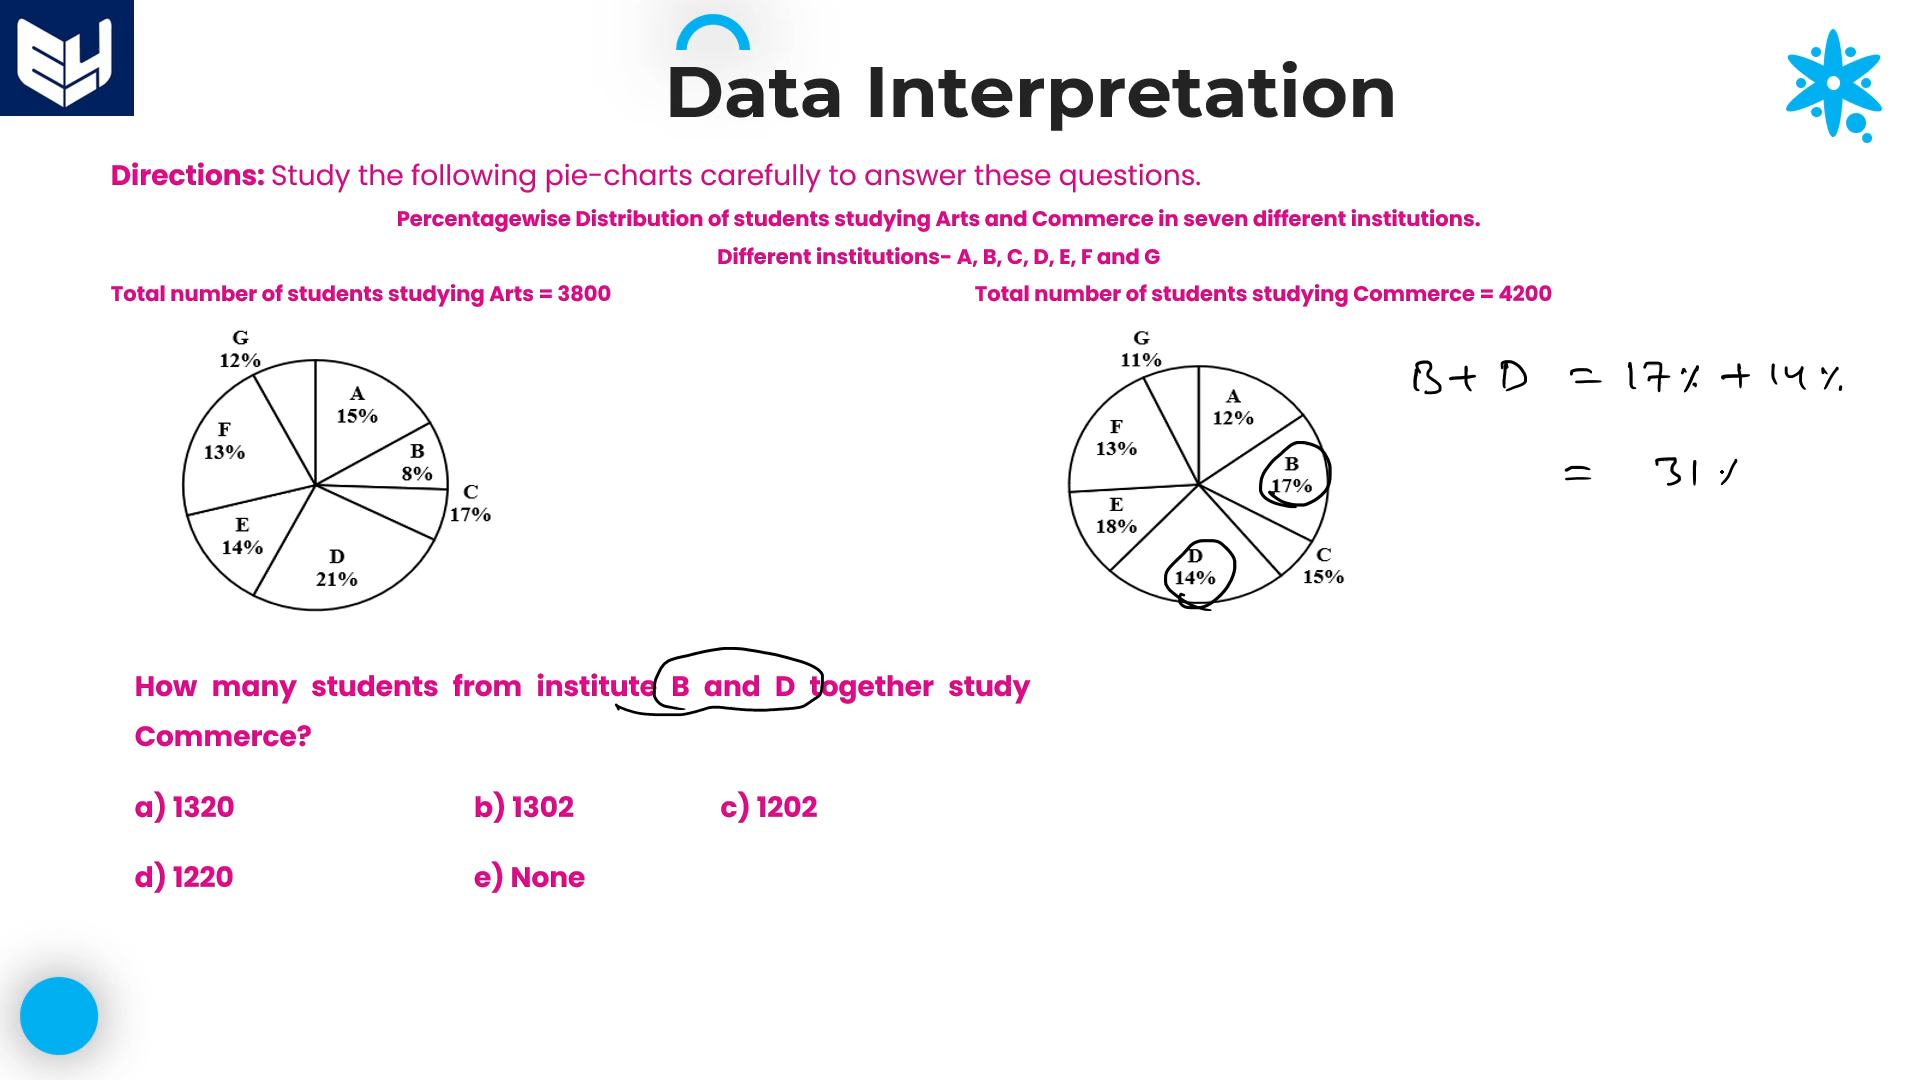 EY
Data Interpretation
Directions: Study the following pie-charts carefully to answer these questions.
Percentagewise Distribution of students studying Arts and Commerce in seven different institutions.
Different institutions- A, B, C, D, E, F and G
Total number of students studying Arts = 3800
Total number of students studying Commerce = 4200
G
12%
A
15%
B
8%
C
17%
D
21%
E
14%
F
13%
G
11%
A
12%
B
17%
C
15%
D
14%
E
18%
F
13%
B + D = 17% + 14%.
= 31%
How many students from institute B and D together study
Commerce?
a) 1320 b) 1302 c) 1202
d) 1220 e) None